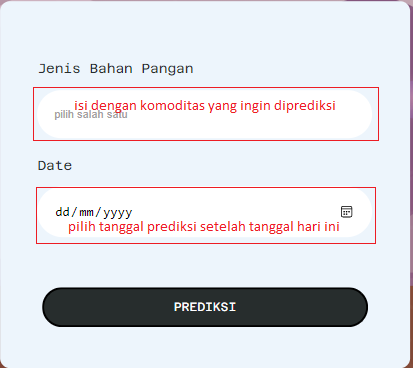 Jenis Bahan Pangan
isi dengan komoditas yang ingin diprediksi
pilih salah satu
Date
dd/mm/yyyy
pilih tanggal prediksi setelah tanggal hari ini
PREDIKSI